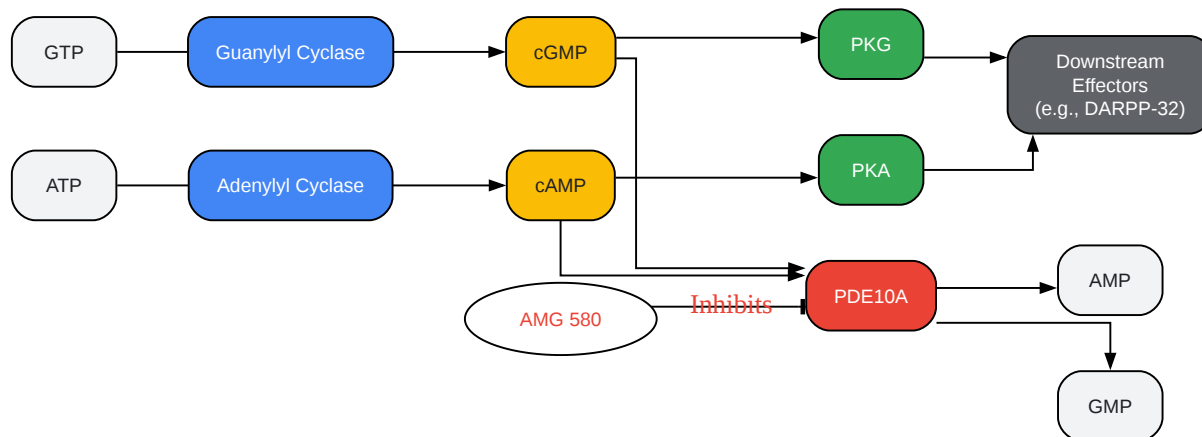 GTP
Guanylyl Cyclase
cGMP
PKG
Downstream
Effectors
(e.g., DARPP-32)
ATP
Adenylyl Cyclase
cAMP
PKA
AMG 580
Inhibits
PDE10A
AMP
GMP